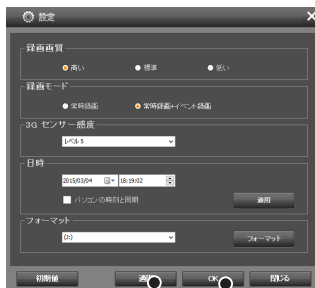 設定
録画画質
高い 標準 低い
録画モード
常時録画 常時録画+イベント録画
3G センサー感度
レベル 5
日時
2015/03/04 18:19:02
パソコンの時刻と同期 適用
フォーマット
(J:) フォーマット
初期値 適用 OK 閉じる